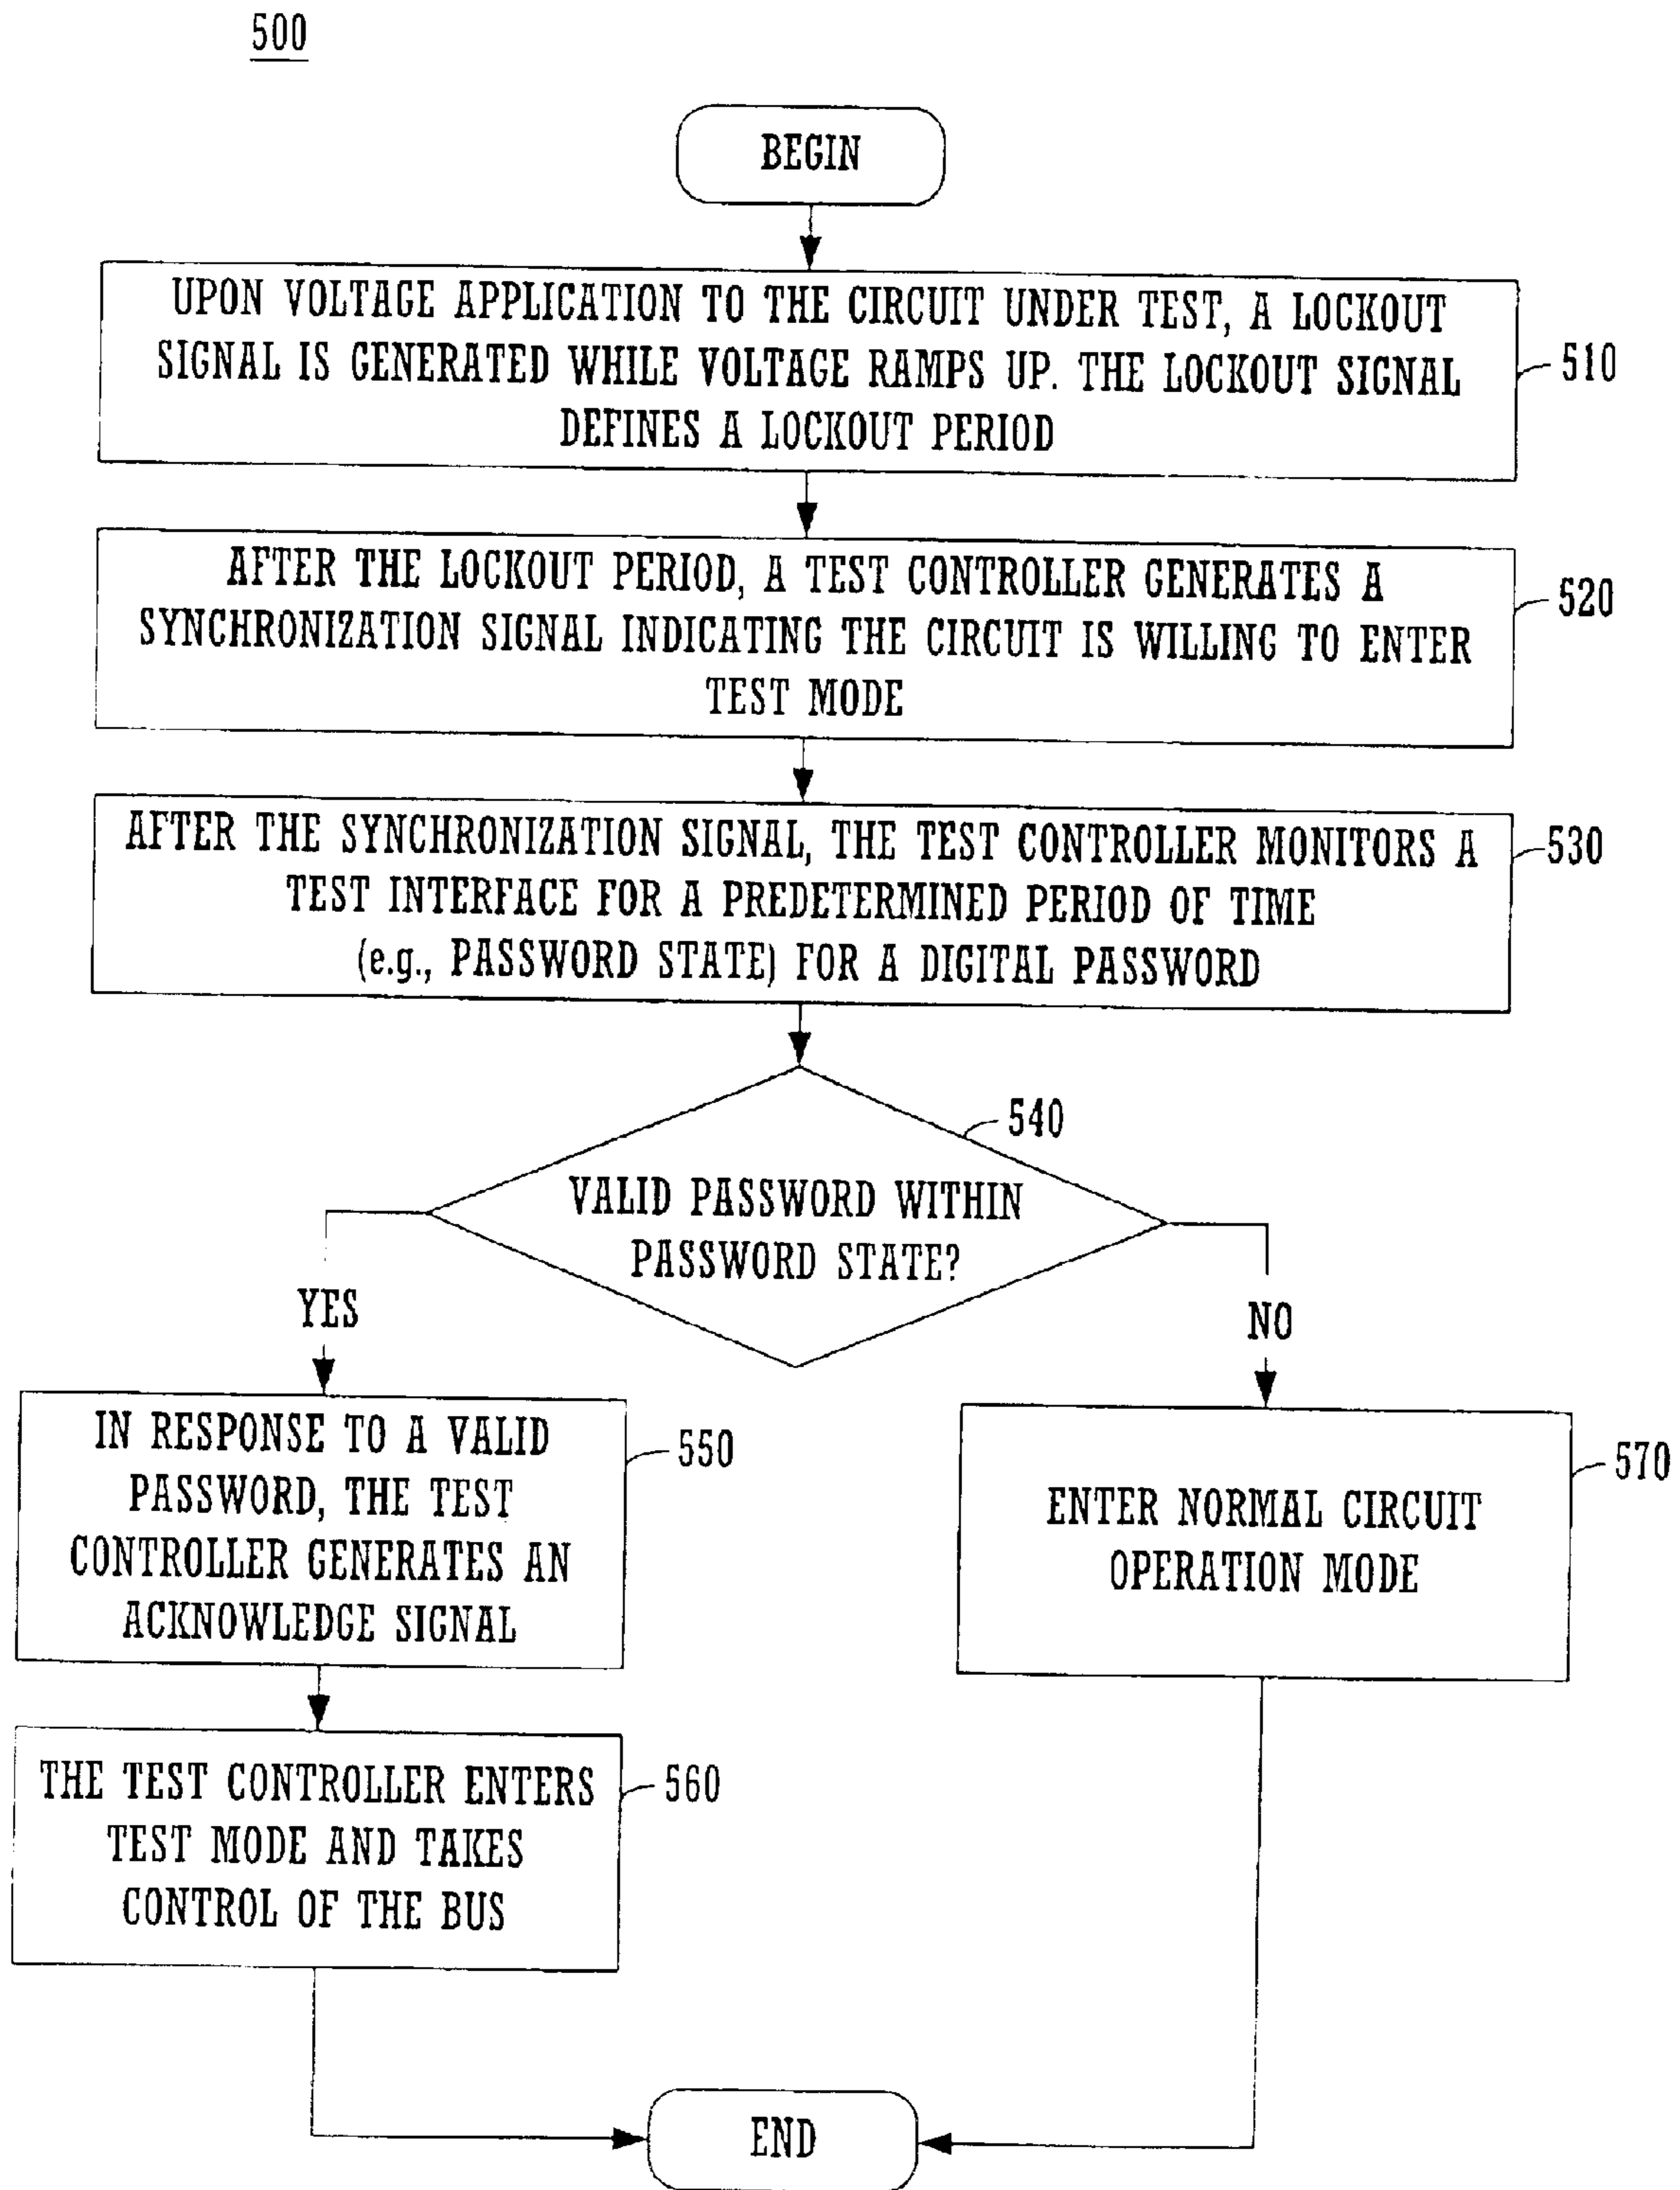 500
BEGIN
UPON VOLTAGE APPLICATION TO THE CIRCUIT UNDER TEST, A LOCKOUT
SIGNAL IS GENERATED WHILE VOLTAGE RAMPS UP. THE LOCKOUT SIGNAL
DEFINES A LOCKOUT PERIOD
510
AFTER THE LOCKOUT PERIOD, A TEST CONTROLLER GENERATES A
SYNCHRONIZATION SIGNAL INDICATING THE CIRCUIT IS WILLING TO ENTER
TEST MODE
520
AFTER THE SYNCHRONIZATION SIGNAL, THE TEST CONTROLLER MONITORS A
TEST INTERFACE FOR A PREDETERMINED PERIOD OF TIME
(e.g., PASSWORD STATE) FOR A DIGITAL PASSWORD
530
540
VALID PASSWORD WITHIN
PASSWORD STATE?
YES
NO
IN RESPONSE TO A VALID
PASSWORD, THE TEST
CONTROLLER GENERATES AN
ACKNOWLEDGE SIGNAL
550
ENTER NORMAL CIRCUIT
OPERATION MODE
570
THE TEST CONTROLLER ENTERS
TEST MODE AND TAKES
CONTROL OF THE BUS
560
END